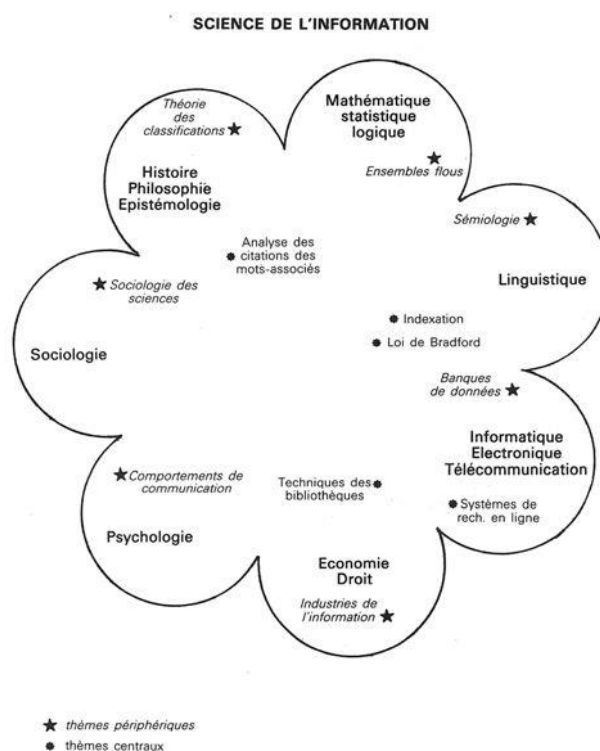 SCIENCE DE L'INFORMATION
Théorie
des
classifications
Mathématique
statistique
logique
Ensembles flous
Histoire
Philosophie
Epistémologie
Sémiologie
Analyse des
citations des
mots-associés
Sociologie des
sciences
Linguistique
Indexation
Loi de Bradford
Sociologie
Banques
de données
Informatique
Electronique
Télécommunication
Comportements de
communication
Techniques des
bibliothèques
Systèmes de
rech. en ligne
Psychologie
Economie
Droit
Industries de
l'information
thèmes périphériques
thèmes centraux